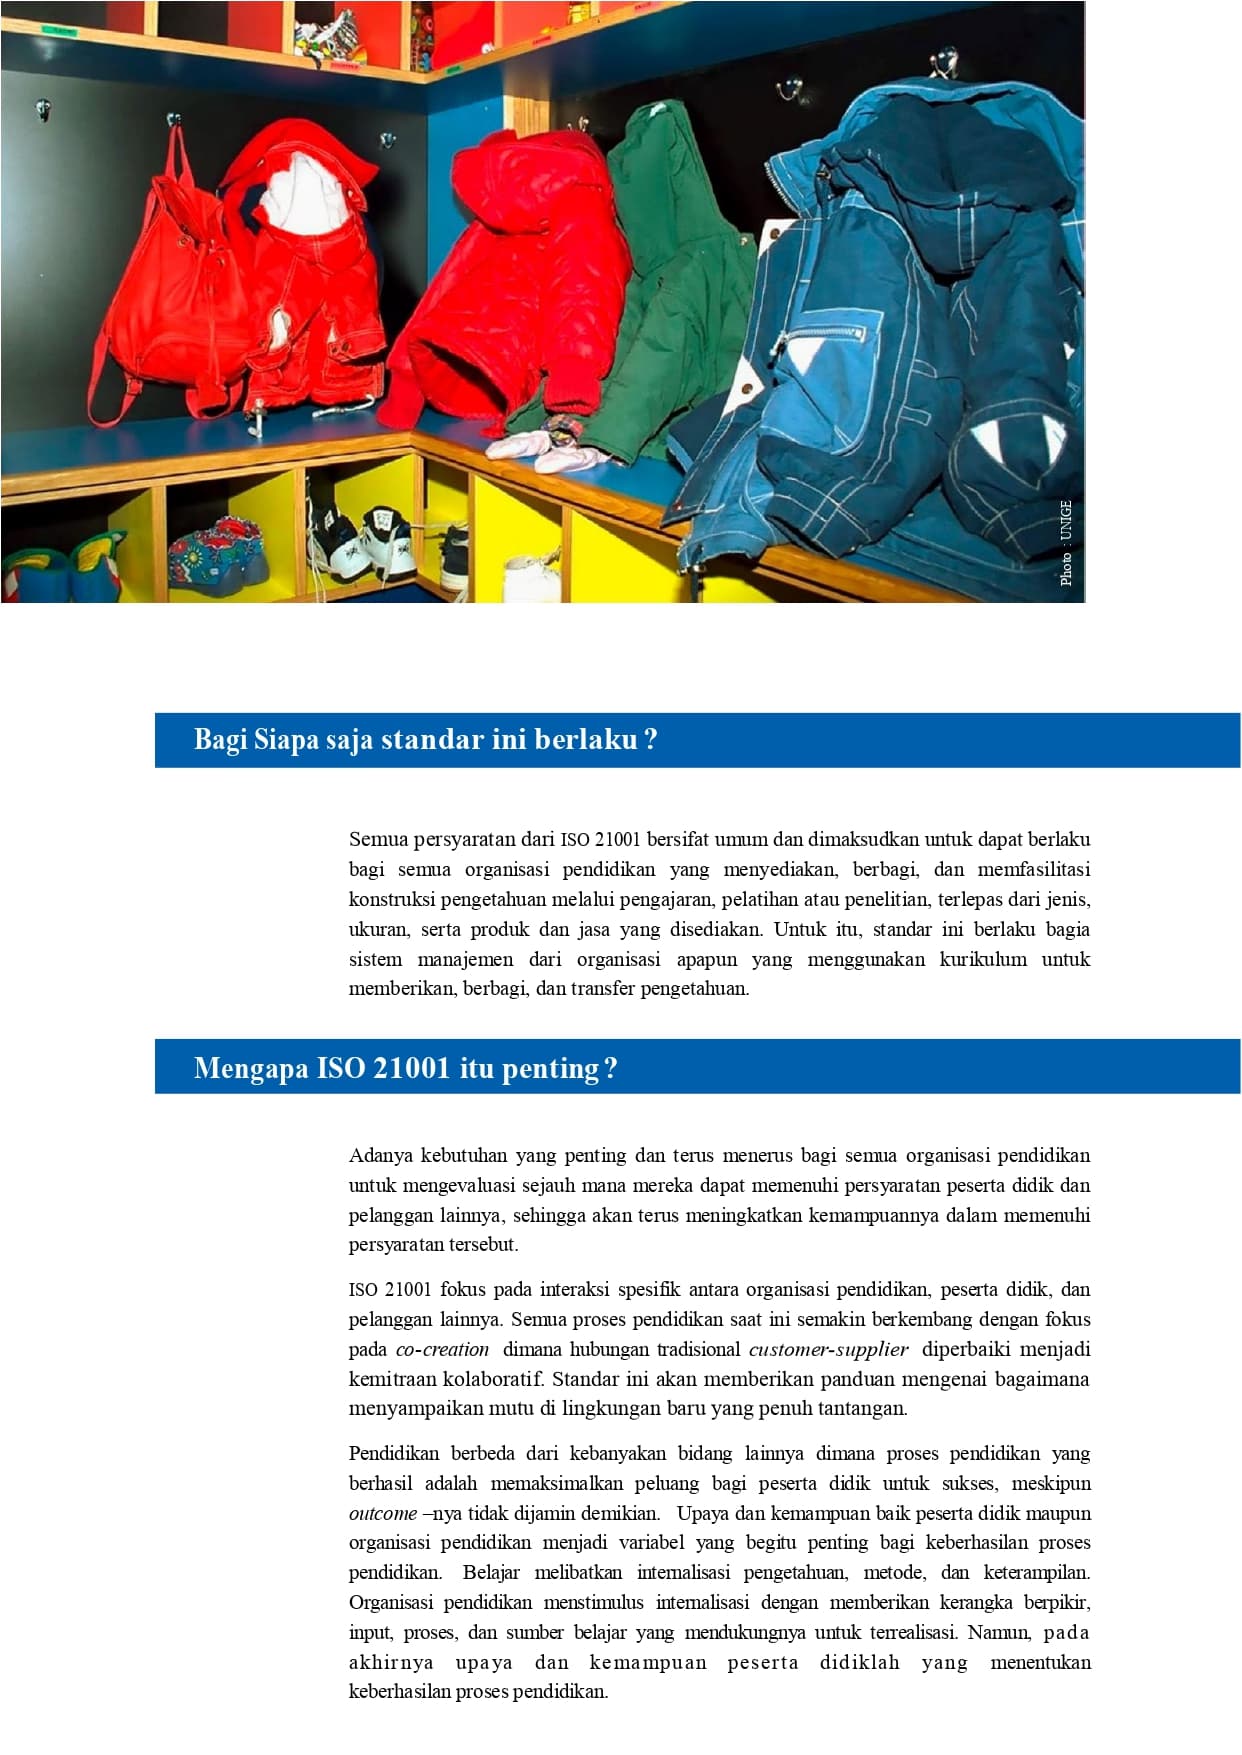 Photo : UNIGE
Bagi Siapa saja standar ini berlaku ?
Semua persyaratan dari ISO 21001 bersifat umum dan dimaksudkan untuk dapat berlaku
bagi semua organisasi pendidikan yang menyediakan, berbagi, dan memfasilitasi
konstruksi pengetahuan melalui pengajaran, pelatihan atau penelitian, terlepas dari jenis,
ukuran, serta produk dan jasa yang disediakan. Untuk itu, standar ini berlaku bagia
sistem manajemen dari organisasi apapun yang menggunakan kurikulum untuk
memberikan, berbagi, dan transfer pengetahuan.
Mengapa ISO 21001 itu penting ?
Adanya kebutuhan yang penting dan terus menerus bagi semua organisasi pendidikan
untuk mengevaluasi sejauh mana mereka dapat memenuhi persyaratan peserta didik dan
pelanggan lainnya, sehingga akan terus meningkatkan kemampuannya dalam memenuhi
persyaratan tersebut.
ISO 21001 fokus pada interaksi spesifik antara organisasi pendidikan, peserta didik, dan
pelanggan lainnya. Semua proses pendidikan saat ini semakin berkembang dengan fokus
pada co-creation dimana hubungan tradisional customer-supplier diperbaiki menjadi
kemitraan kolaboratif. Standar ini akan memberikan panduan mengenai bagaimana
menyampaikan mutu di lingkungan baru yang penuh tantangan.
Pendidikan berbeda dari kebanyakan bidang lainnya dimana proses pendidikan yang
berhasil adalah memaksimalkan peluang bagi peserta didik untuk sukses, meskipun
outcome –nya tidak dijamin demikian. Upaya dan kemampuan baik peserta didik maupun
organisasi pendidikan menjadi variabel yang begitu penting bagi keberhasilan proses
pendidikan. Belajar melibatkan internalisasi pengetahuan, metode, dan keterampilan.
Organisasi pendidikan menstimulus internalisasi dengan memberikan kerangka berpikir,
input, proses, dan sumber belajar yang mendukungnya untuk terrealisasi. Namun, pada
akhirnya upaya dan kemampuan peserta didiklah yang menentukan
keberhasilan proses pendidikan.